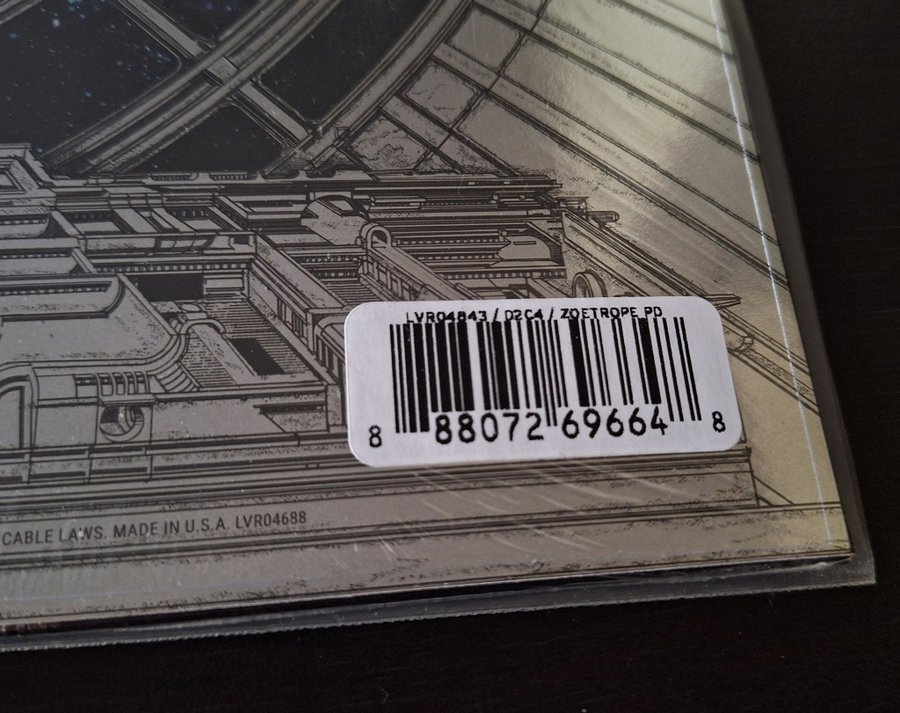 LVR04843 / D2C4 / ZOETROPE PD
8 88072 69664 8
CABLE LAWS. MADE IN U.S.A. LVR04688